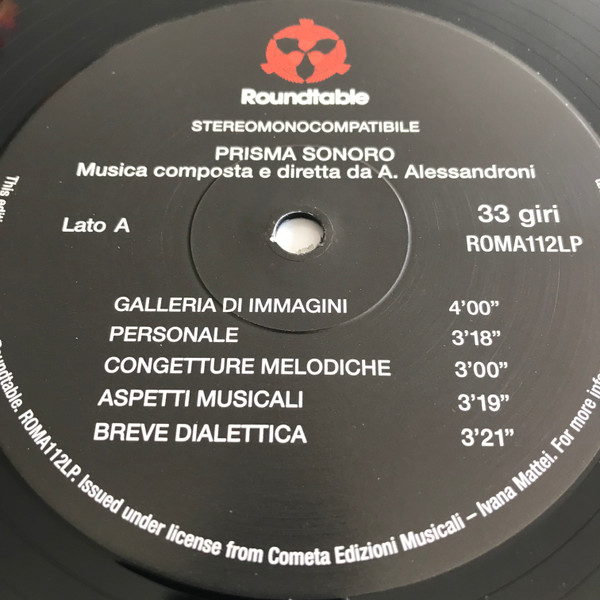 Roundtable
STEREOMONOCOMPATIBILE
PRISMA SONORO
Musica composta e diretta da A. Alessandroni
Lato A
33 giri
ROMA112LP
GALLERIA DI IMMAGINI 4'00”
PERSONALE 3'18”
CONGETTURE MELODICHE 3'00”
ASPETTI MUSICALI 3'19”
BREVE DIALETTICA 3'21”
This
Roundtable. ROMA112LP. Issued under license from Cometa Edizioni Musicali – Ivana Mattei. For more